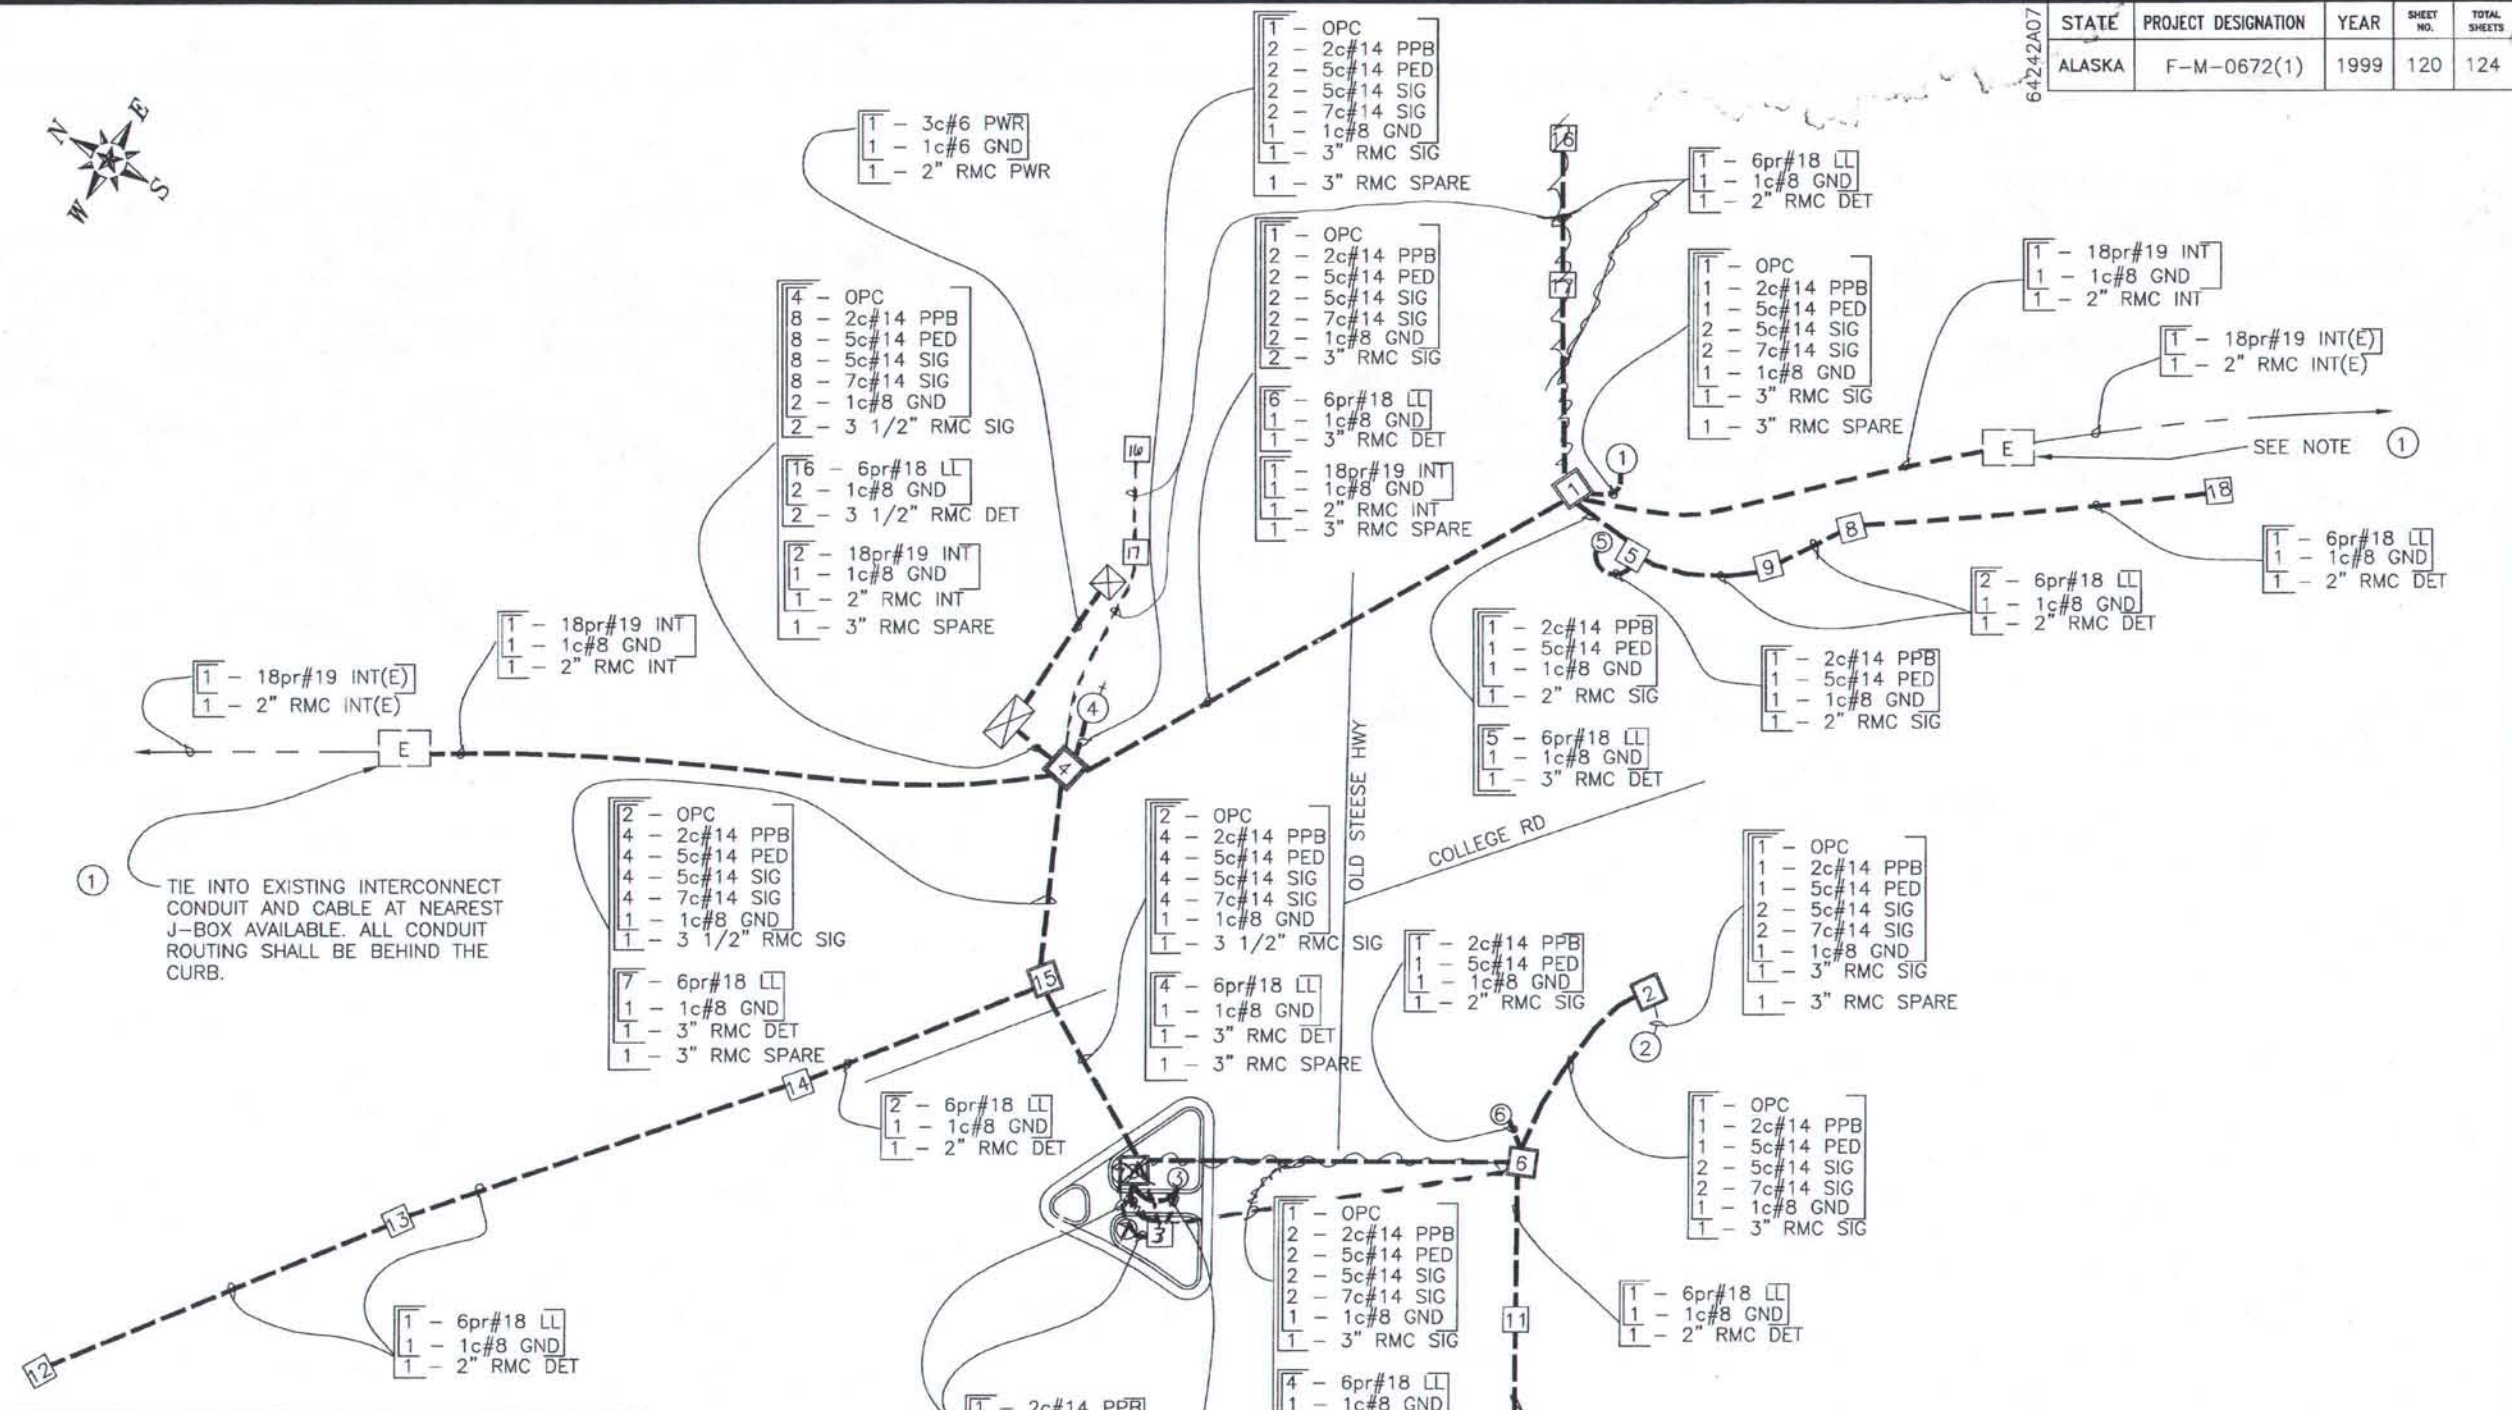 64242A07
STATE PROJECT DESIGNATION YEAR SHEET NO. TOTAL SHEETS
ALASKA F-M-0672(1) 1999 120 124
N
E
S
W
1 - 3c#6 PWR
1 - 1c#6 GND
1 - 2" RMC PWR
1 - OPC
2 - 2c#14 PPB
2 - 5c#14 PED
2 - 5c#14 SIG
2 - 7c#14 SIG
1 - 1c#8 GND
1 - 3" RMC SIG
1 - 3" RMC SPARE
16
17
1 - 6pr#18 LL
1 - 1c#8 GND
1 - 2" RMC DET
4 - OPC
8 - 2c#14 PPB
8 - 5c#14 PED
8 - 5c#14 SIG
8 - 7c#14 SIG
2 - 1c#8 GND
2 - 3 1/2" RMC SIG
16 - 6pr#18 LL
2 - 1c#8 GND
2 - 3 1/2" RMC DET
2 - 18pr#19 INT
1 - 1c#8 GND
1 - 2" RMC INT
1 - 3" RMC SPARE
1 - OPC
2 - 2c#14 PPB
2 - 5c#14 PED
2 - 5c#14 SIG
2 - 7c#14 SIG
2 - 1c#8 GND
2 - 3" RMC SIG
6 - 6pr#18 LL
1 - 1c#8 GND
1 - 3" RMC DET
1 - 18pr#19 INT
1 - 1c#8 GND
1 - 2" RMC INT
1 - 3" RMC SPARE
1 - OPC
1 - 2c#14 PPB
1 - 5c#14 PED
2 - 5c#14 SIG
2 - 7c#14 SIG
1 - 1c#8 GND
1 - 3" RMC SIG
1 - 3" RMC SPARE
1 - 18pr#19 INT
1 - 1c#8 GND
1 - 2" RMC INT
1 - 18pr#19 INT(E)
1 - 2" RMC INT(E)
E
SEE NOTE 1
16
17
1
1
5
5
9
8
18
1 - 6pr#18 LL
1 - 1c#8 GND
1 - 2" RMC DET
2 - 6pr#18 LL
1 - 1c#8 GND
1 - 2" RMC DET
1 - 18pr#19 INT
1 - 1c#8 GND
1 - 2" RMC INT
1 - 18pr#19 INT(E)
1 - 2" RMC INT(E)
E
4
4
1 - 2c#14 PPB
1 - 5c#14 PED
1 - 1c#8 GND
1 - 2" RMC SIG
5 - 6pr#18 LL
1 - 1c#8 GND
1 - 3" RMC DET
1 - 2c#14 PPB
1 - 5c#14 PED
1 - 1c#8 GND
1 - 2" RMC SIG
OLD STEESE HWY
COLLEGE RD
1 TIE INTO EXISTING INTERCONNECT
CONDUIT AND CABLE AT NEAREST
J-BOX AVAILABLE. ALL CONDUIT
ROUTING SHALL BE BEHIND THE
CURB.
2 - OPC
4 - 2c#14 PPB
4 - 5c#14 PED
4 - 5c#14 SIG
4 - 7c#14 SIG
1 - 1c#8 GND
1 - 3 1/2" RMC SIG
7 - 6pr#18 LL
1 - 1c#8 GND
1 - 3" RMC DET
1 - 3" RMC SPARE
2 - OPC
4 - 2c#14 PPB
4 - 5c#14 PED
4 - 5c#14 SIG
4 - 7c#14 SIG
1 - 1c#8 GND
1 - 3 1/2" RMC SIG
4 - 6pr#18 LL
1 - 1c#8 GND
1 - 3" RMC DET
1 - 3" RMC SPARE
1 - 2c#14 PPB
1 - 5c#14 PED
1 - 1c#8 GND
1 - 2" RMC SIG
1 - OPC
1 - 2c#14 PPB
1 - 5c#14 PED
2 - 5c#14 SIG
2 - 7c#14 SIG
1 - 1c#8 GND
1 - 3" RMC SIG
1 - 3" RMC SPARE
15
14
2
2
2 - 6pr#18 LL
1 - 1c#8 GND
1 - 2" RMC DET
1 - OPC
1 - 2c#14 PPB
1 - 5c#14 PED
2 - 5c#14 SIG
2 - 7c#14 SIG
1 - 1c#8 GND
1 - 3" RMC SIG
6
6
3
3
13
12
11
1 - OPC
2 - 2c#14 PPB
2 - 5c#14 PED
2 - 5c#14 SIG
2 - 7c#14 SIG
1 - 1c#8 GND
1 - 3" RMC SIG
1 - 6pr#18 LL
1 - 1c#8 GND
1 - 2" RMC DET
1 - 6pr#18 LL
1 - 1c#8 GND
1 - 2" RMC DET
4 - 6pr#18 LL
1 - 1c#8 GND
1 - 2c#14 PPB